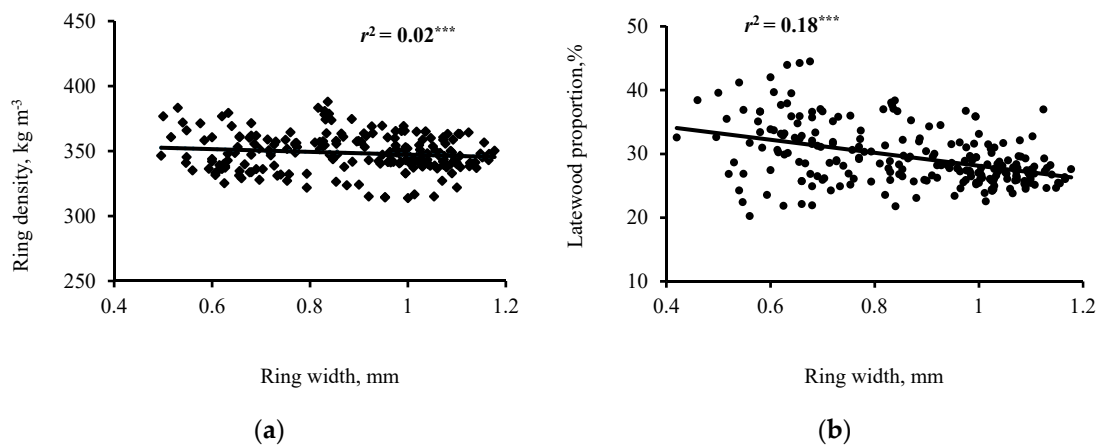 r² = 0.02***
450
400
350
300
250
0.4 0.6 0.8 1 1.2
Ring density, kg m⁻³
Ring width, mm
(a)
r² = 0.18***
50
40
30
20
10
0.4 0.6 0.8 1 1.2
Latewood proportion,%
Ring width, mm
(b)